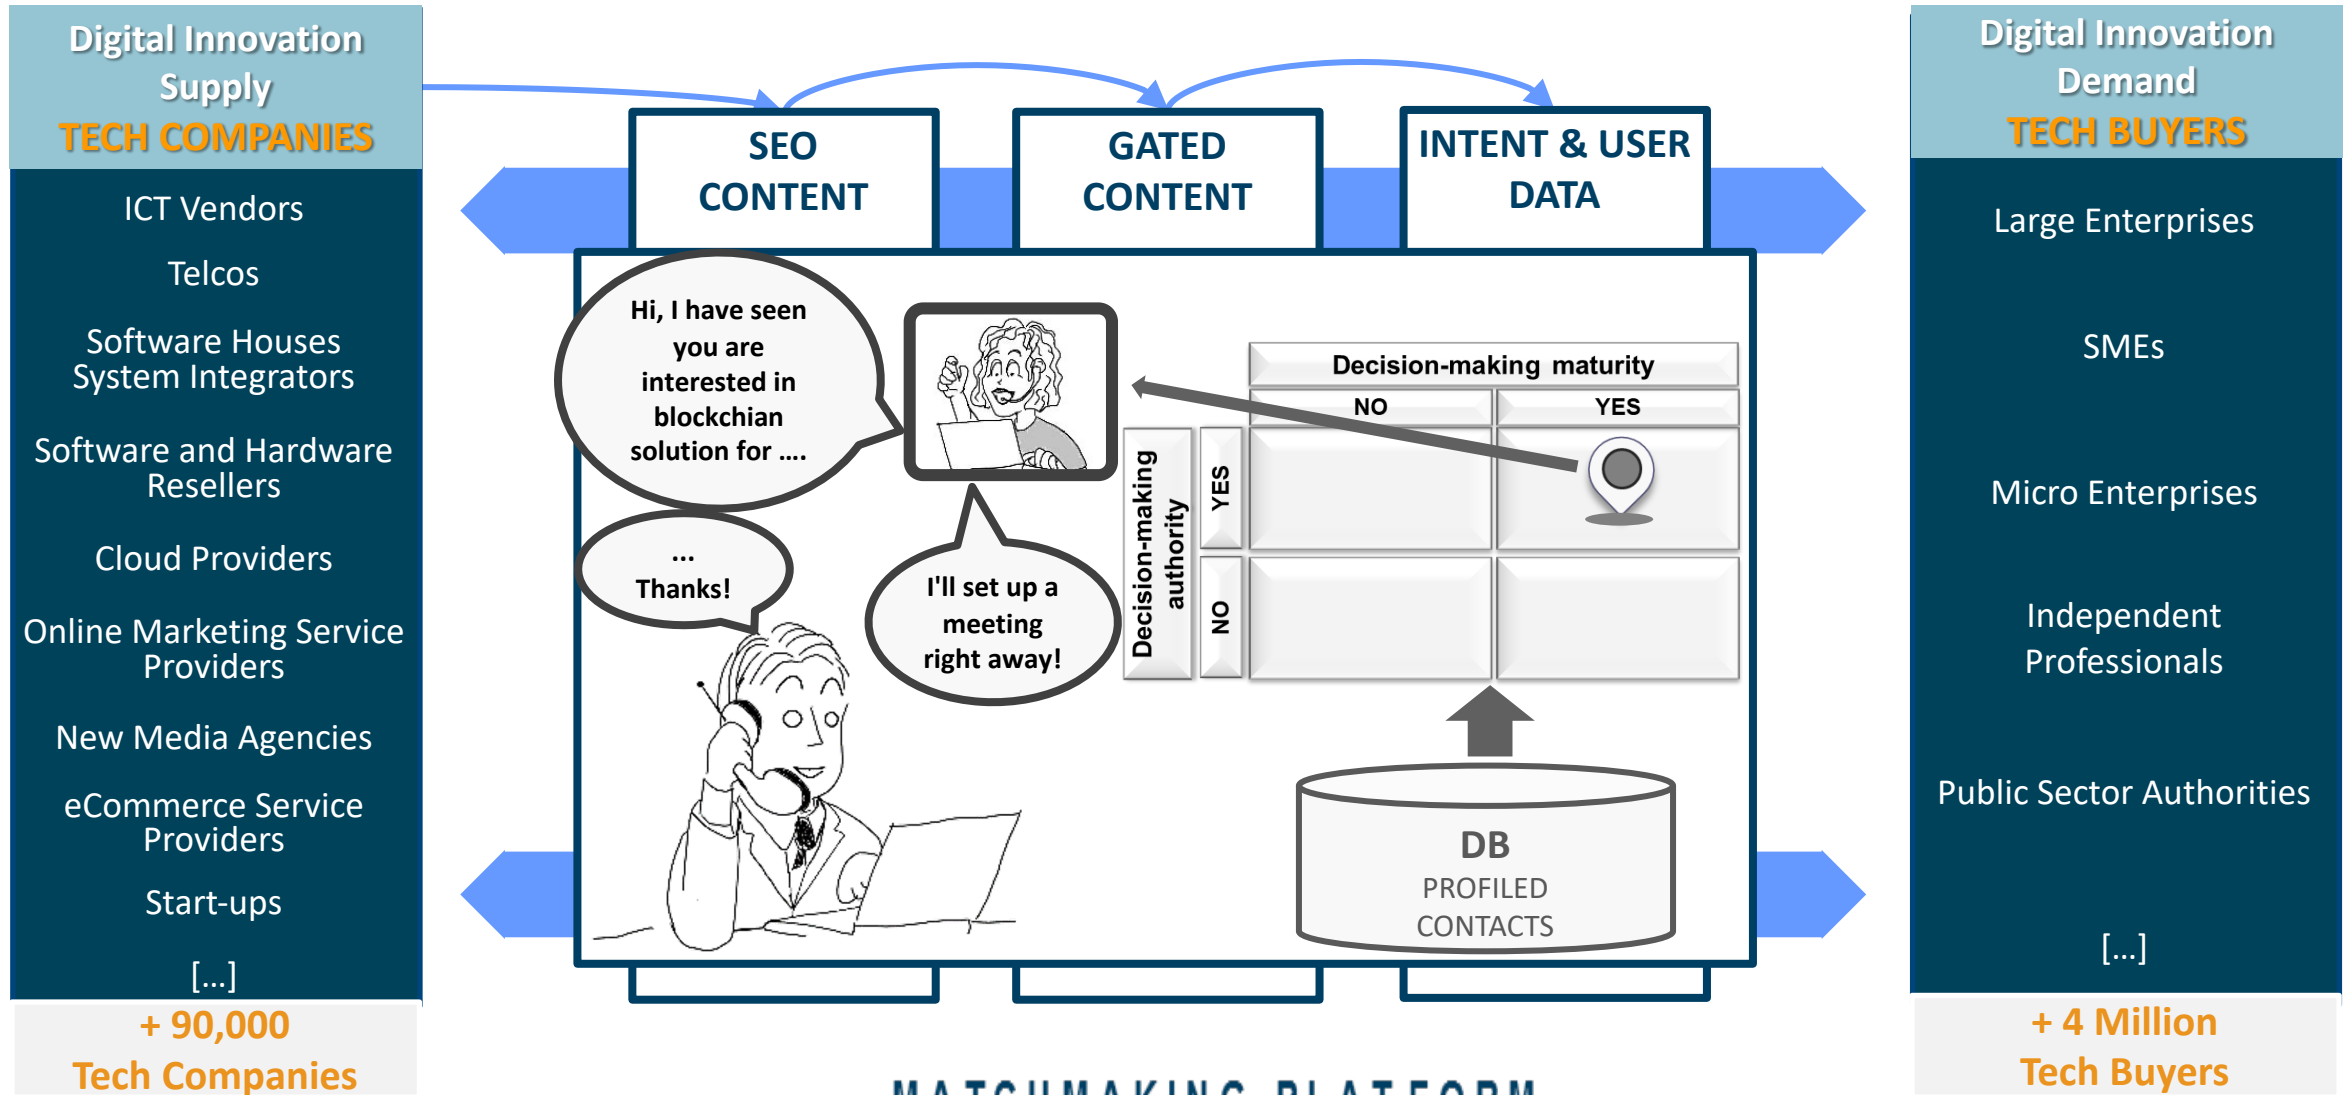 Digital Innovation
Supply
TECH COMPANIES
ICT Vendors
Telcos
Software Houses
System Integrators
Software and Hardware
Resellers
Cloud Providers
Online Marketing Service
Providers
New Media Agencies
eCommerce Service
Providers
Start-ups
[...]
+ 90,000
Tech Companies
SEO
CONTENT
GATED
CONTENT
INTENT & USER
DATA
Hi, I have seen
you are
interested in
blockchian
solution for ....
...
Thanks!
I'll set up a
meeting
right away!
Decision-making maturity
NO
YES
Decision-making
authority
YES
NO
DB
PROFILED
CONTACTS
MATCHMAKING PLATFORM
Digital Innovation
Demand
TECH BUYERS
Large Enterprises
SMEs
Micro Enterprises
Independent
Professionals
Public Sector Authorities
[...]
+ 4 Million
Tech Buyers